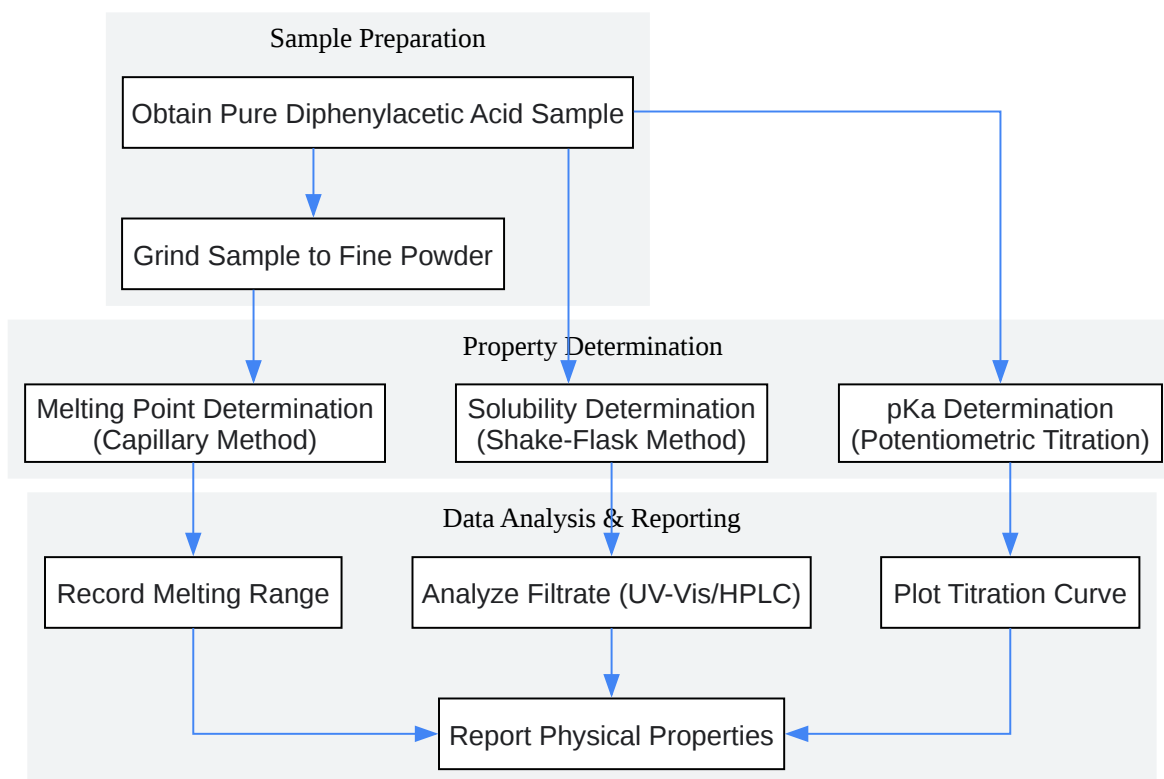 Sample Preparation
Obtain Pure Diphenylacetic Acid Sample
Grind Sample to Fine Powder
Property Determination
Melting Point Determination
(Capillary Method)
Solubility Determination
(Shake-Flask Method)
pKa Determination
(Potentiometric Titration)
Data Analysis & Reporting
Record Melting Range
Analyze Filtrate (UV-Vis/HPLC)
Plot Titration Curve
Report Physical Properties